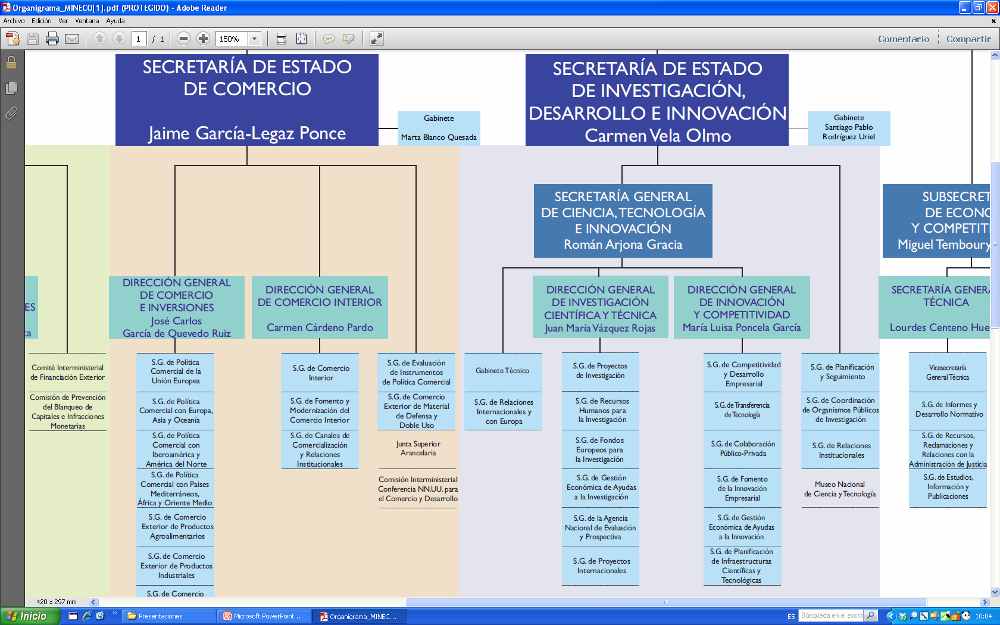 Organigrama_MINECO[1].pdf (PROTEGIDO) - Adobe Reader
Archivo Edición Ver Ventana Ayuda
1 / 1 150% Comentario Compartir
SECRETARÍA DE ESTADO
DE COMERCIO
Jaime García-Legaz Ponce
Gabinete
Marta Blanco Quesada
SECRETARÍA DE ESTADO
DE INVESTIGACIÓN,
DESARROLLO E INNOVACIÓN
Carmen Vela Olmo
Gabinete
Santiago Pablo
Rodríguez Uriel
SECRETARÍA GENERAL
DE CIENCIA, TECNOLOGÍA
E INNOVACIÓN
Román Arjona Gracia
SUBSECRET
DE ECONO
Y COMPETIT
Miguel Temboury
ES
ca
DIRECCIÓN GENERAL
DE COMERCIO
E INVERSIONES
José Carlos
García de Quevedo Ruiz
DIRECCIÓN GENERAL
DE COMERCIO INTERIOR
Carmen Cárdeno Pardo
DIRECCIÓN GENERAL
DE INVESTIGACIÓN
CIENTÍFICA Y TÉCNICA
Juan María Vázquez Rojas
DIRECCIÓN GENERAL
DE INNOVACIÓN
Y COMPETITIVIDAD
María Luisa Poncela García
SECRETARÍA GENERA
TÉCNICA
Lourdes Centeno Hue
Comité Interministerial
de Financiación Exterior
Comisión de Prevención
del Blanqueo de
Capitales e Infracciones
Monetarias
S.G. de Política
Comercial de la
Unión Europea
S.G. de Política
Comercial con Europa,
Asia y Oceanía
S.G. de Política
Comercial con
Iberoamérica y
América del Norte
S.G. de Política
Comercial con Paises
Mediterráneos,
África y Oriente Medio
S.G. de Comercio
Exterior de Productos
Agroalimentarios
S.G. de Comercio
Exterior de Productos
Industriales
S.G. de Comercio
S.G. de Comercio
Interior
S.G. de Fomento y
Modernización del
Comercio Interior
S.G. de Canales de
Comercialización
y Relaciones
Institucionales
S.G. de Evaluación
de Instrumentos
de Política Comercial
S.G. de Comercio
Exterior de Material
de Defensa y
Doble Uso
Junta Superior
Arancelaria
Comisión Interministerial
Conferencia NN.UU. para
el Comercio y Desarrollo
Gabinete Técnico
S.G. de Relaciones
Internacionales y
con Europa
S.G. de Proyectos
de Investigación
S.G. de Recursos
Humanos para
la Investigación
S.G. de Fondos
Europeos para
la Investigación
S.G. de Gestión
Económica de Ayudas
a la Investigación
S.G. de la Agencia
Nacional de Evaluación
y Prospectiva
S.G. de Proyectos
Internacionales
S.G. de Competitividad
y Desarrollo
Empresarial
S.G. de Transferencia
de Tecnología
S.G. de Colaboración
Público-Privada
S.G. de Fomento
de la Innovación
Empresarial
S.G. de Gestión
Económica de Ayudas
a la Innovación
S.G. de Planificación
de Infraestructuras
Científicas y
Tecnológicas
S.G. de Planificación
y Seguimiento
S.G. de Coordinación
de Organismos Públicos
de Investigación
S.G. de Relaciones
Institucionales
Museo Nacional
de Ciencia y Tecnología
Vicesecretaría
General Técnica
S.G. de Informes y
Desarrollo Normativo
S.G. de Recursos,
Reclamaciones y
Relaciones con la
Administración de Justicia
S.G. de Estudios,
Información y
Publicaciones
420 x 297 mm
Inicio » Presentaciones Microsoft PowerPoint ... Organigrama_MINEC... ES Búsqueda en el escrito 10:04